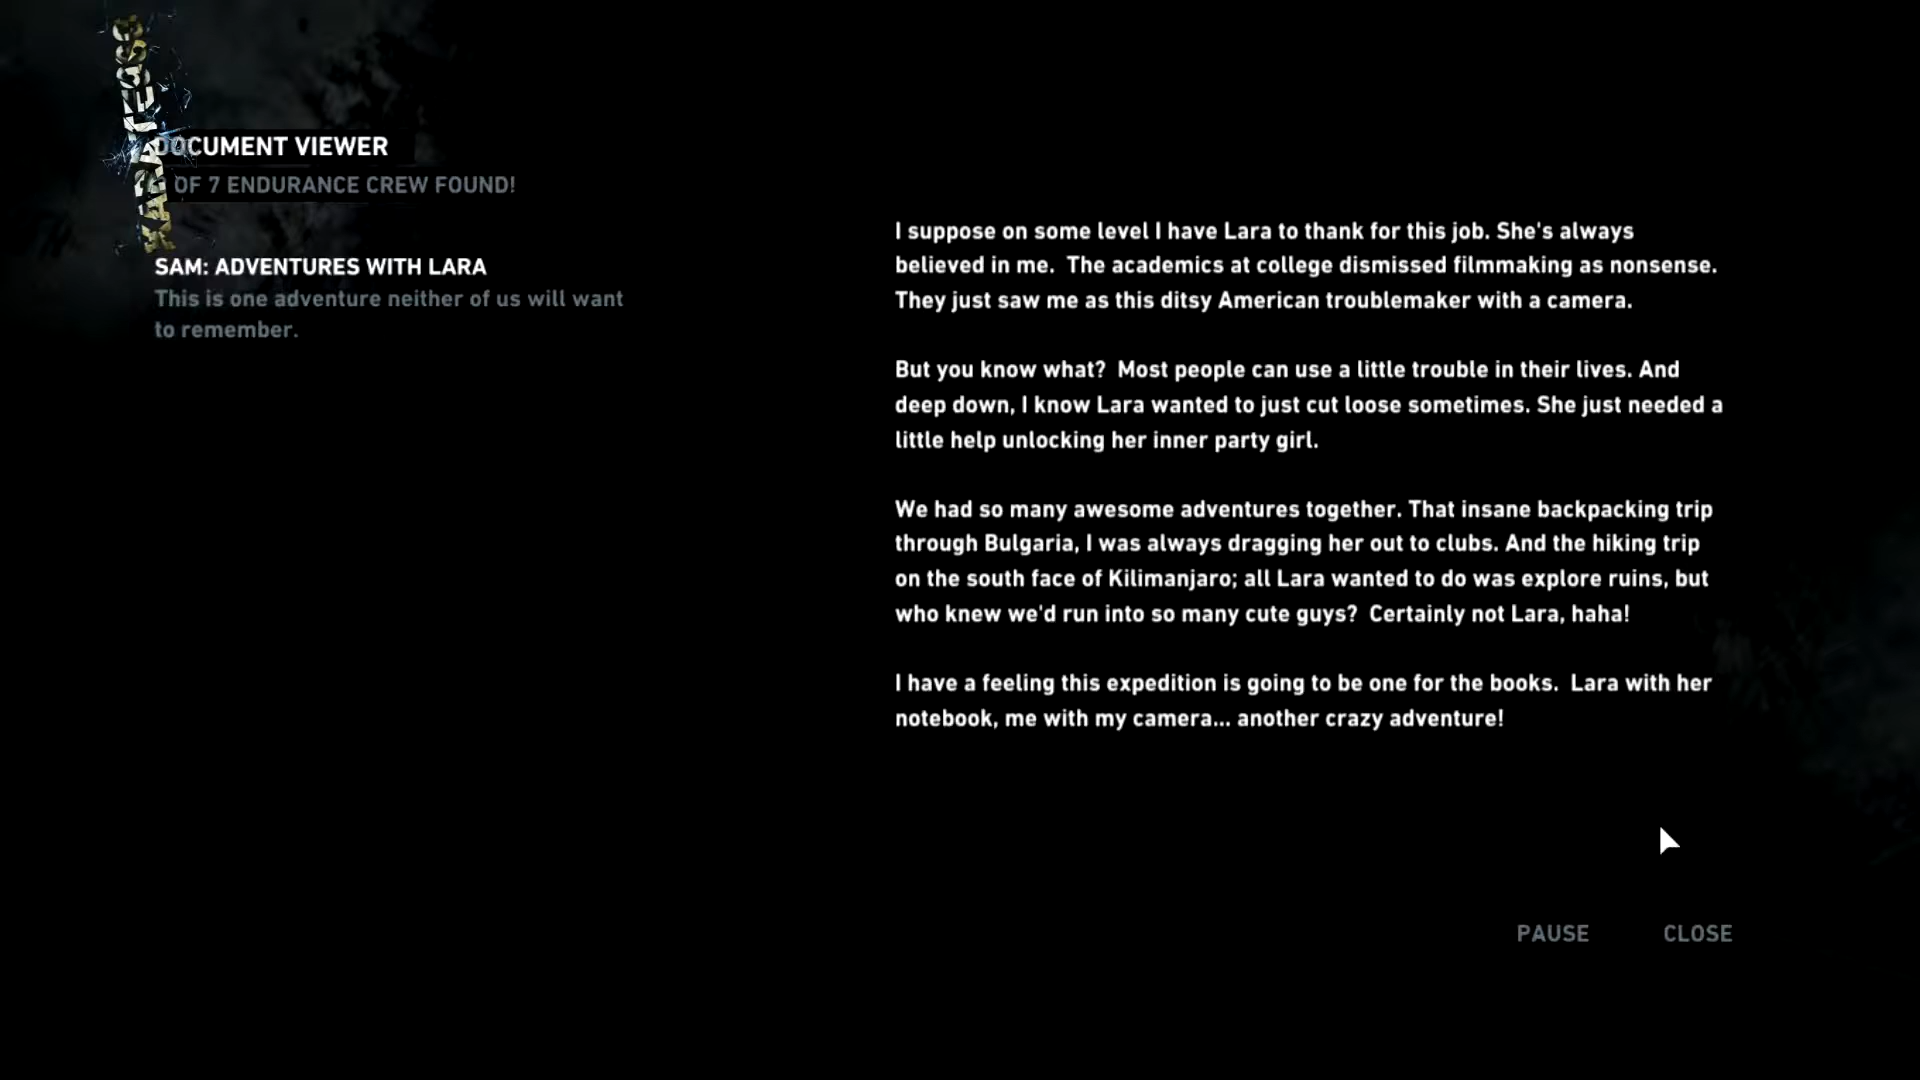 DOCUMENT VIEWER
OF 7 ENDURANCE CREW FOUND!
SAM: ADVENTURES WITH LARA
This is one adventure neither of us will want
to remember.
I suppose on some level I have Lara to thank for this job. She's always
believed in me.  The academics at college dismissed filmmaking as nonsense.
They just saw me as this ditsy American troublemaker with a camera.
But you know what?  Most people can use a little trouble in their lives. And
deep down, I know Lara wanted to just cut loose sometimes. She just needed a
little help unlocking her inner party girl.
We had so many awesome adventures together. That insane backpacking trip
through Bulgaria, I was always dragging her out to clubs. And the hiking trip
on the south face of Kilimanjaro; all Lara wanted to do was explore ruins, but
who knew we'd run into so many cute guys?  Certainly not Lara, haha!
I have a feeling this expedition is going to be one for the books.  Lara with her
notebook, me with my camera... another crazy adventure!
PAUSE CLOSE